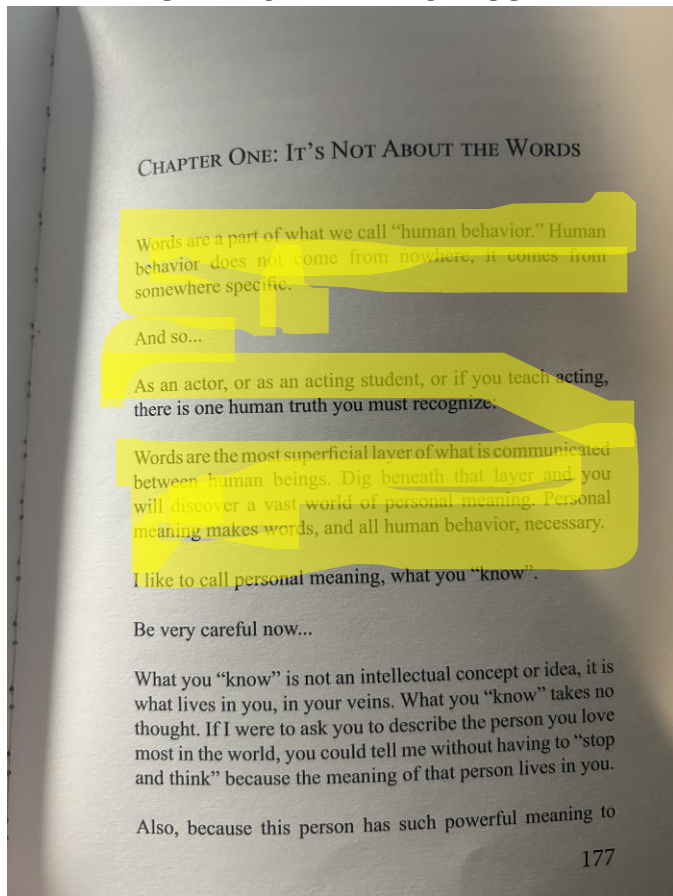 CHAPTER ONE: IT'S NOT ABOUT THE WORDS
Words are a part of what we call “human behavior.” Human
behavior does not come from nowhere, it comes from
somewhere specific.
And so...
As an actor, or as an acting student, or if you teach acting,
there is one human truth you must recognize:
Words are the most superficial layer of what is communicated
between human beings. Dig beneath that layer and you
will discover a vast world of personal meaning. Personal
meaning makes words, and all human behavior, necessary.
I like to call personal meaning, what you “know”.
Be very careful now...
What you “know” is not an intellectual concept or idea, it is
what lives in you, in your veins. What you “know” takes no
thought. If I were to ask you to describe the person you love
most in the world, you could tell me without having to “stop
and think” because the meaning of that person lives in you.
Also, because this person has such powerful meaning to
177